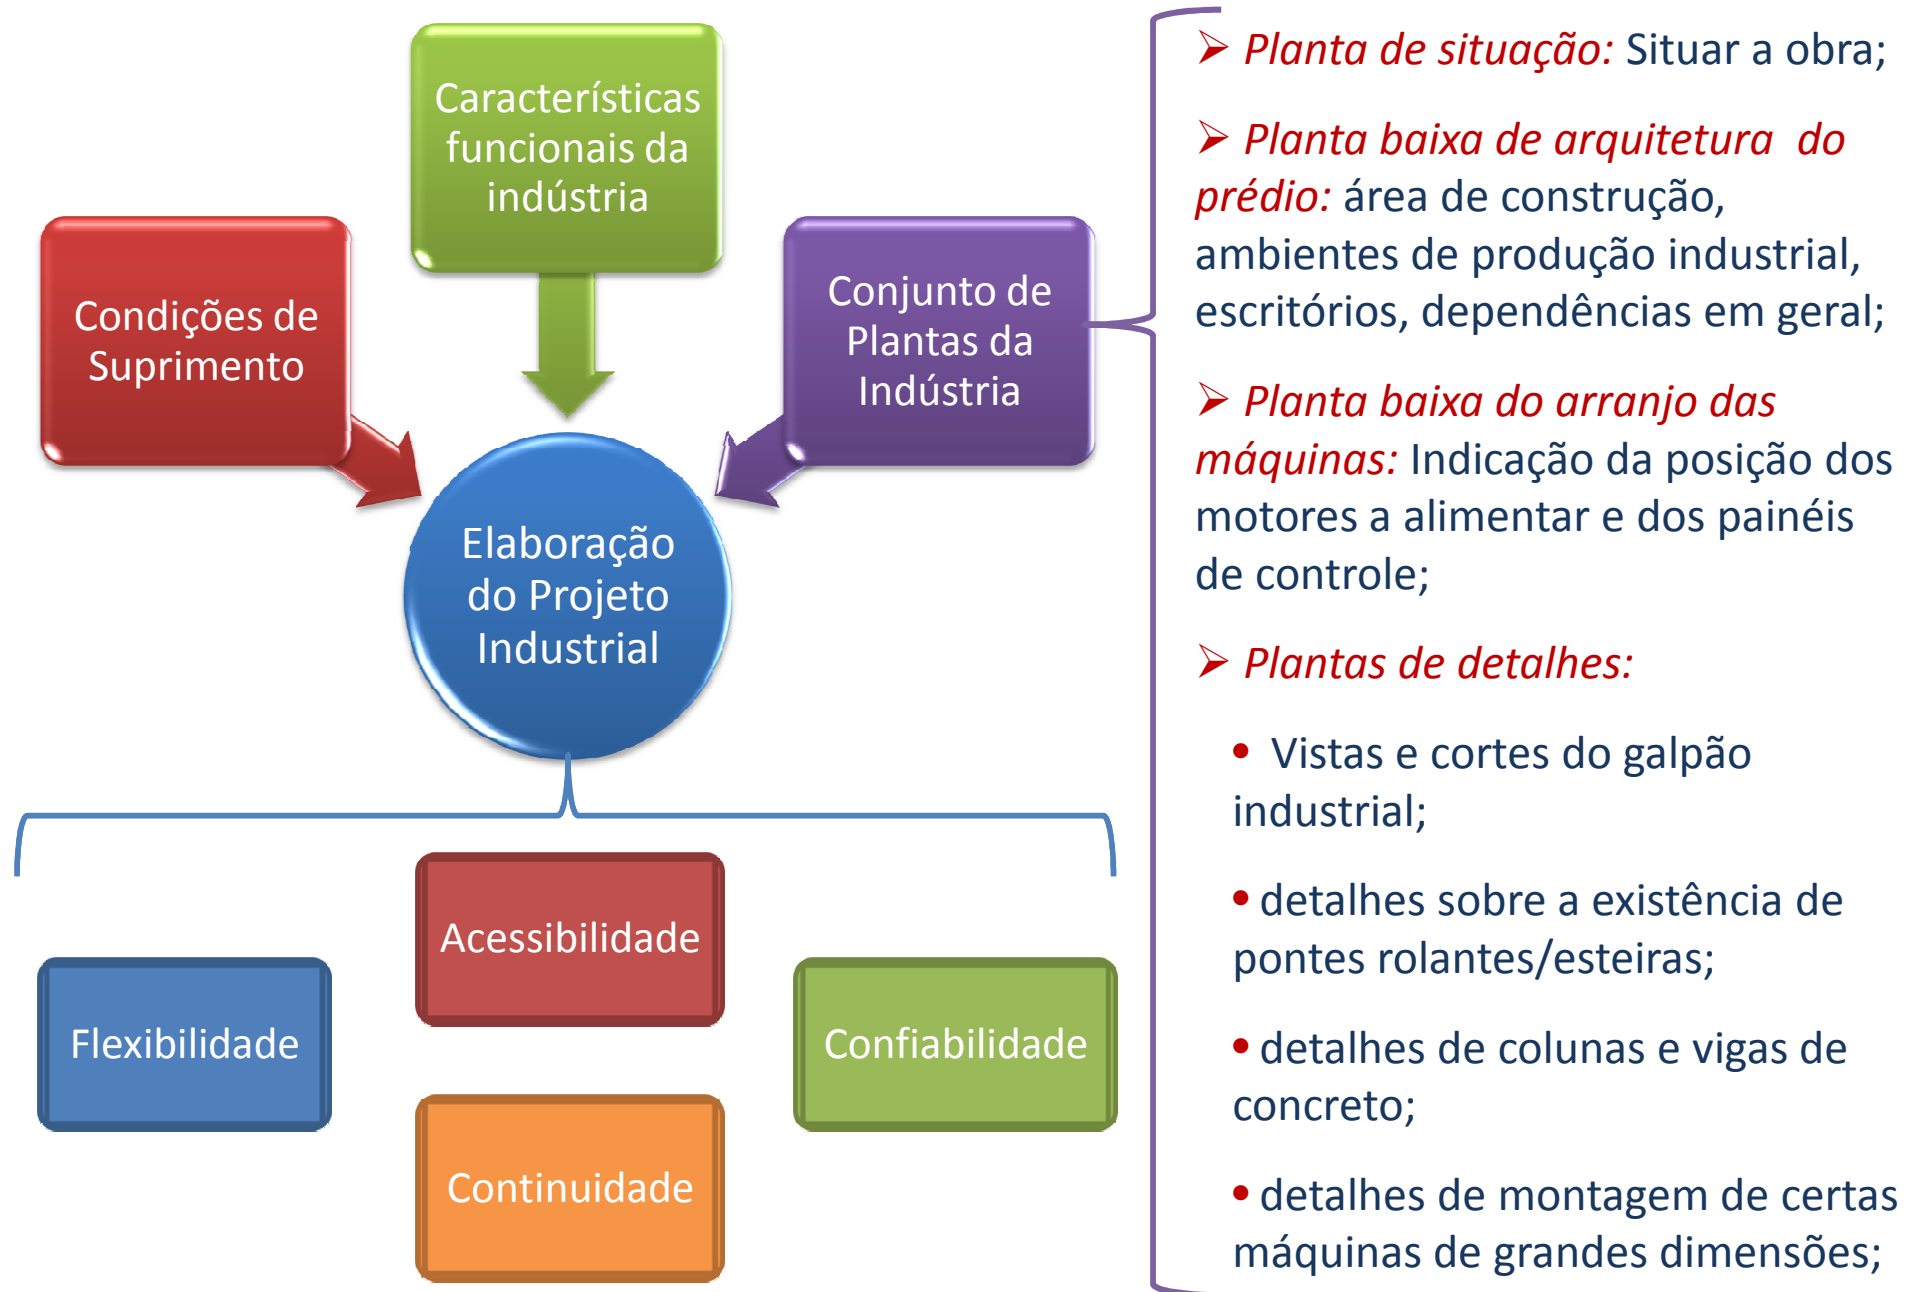 Características
funcionais da
indústria
Condições de
Suprimento
Conjunto de
Plantas da
Indústria
Elaboração
do Projeto
Industrial
Acessibilidade
Flexibilidade
Confiabilidade
Continuidade
➢ Planta de situação: Situar a obra;
➢ Planta baixa de arquitetura do
prédio: área de construção,
ambientes de produção industrial,
escritórios, dependências em geral;
➢ Planta baixa do arranjo das
máquinas: Indicação da posição dos
motores a alimentar e dos painéis
de controle;
➢ Plantas de detalhes:
• Vistas e cortes do galpão
industrial;
• detalhes sobre a existência de
pontes rolantes/esteiras;
• detalhes de colunas e vigas de
concreto;
• detalhes de montagem de certas
máquinas de grandes dimensões;